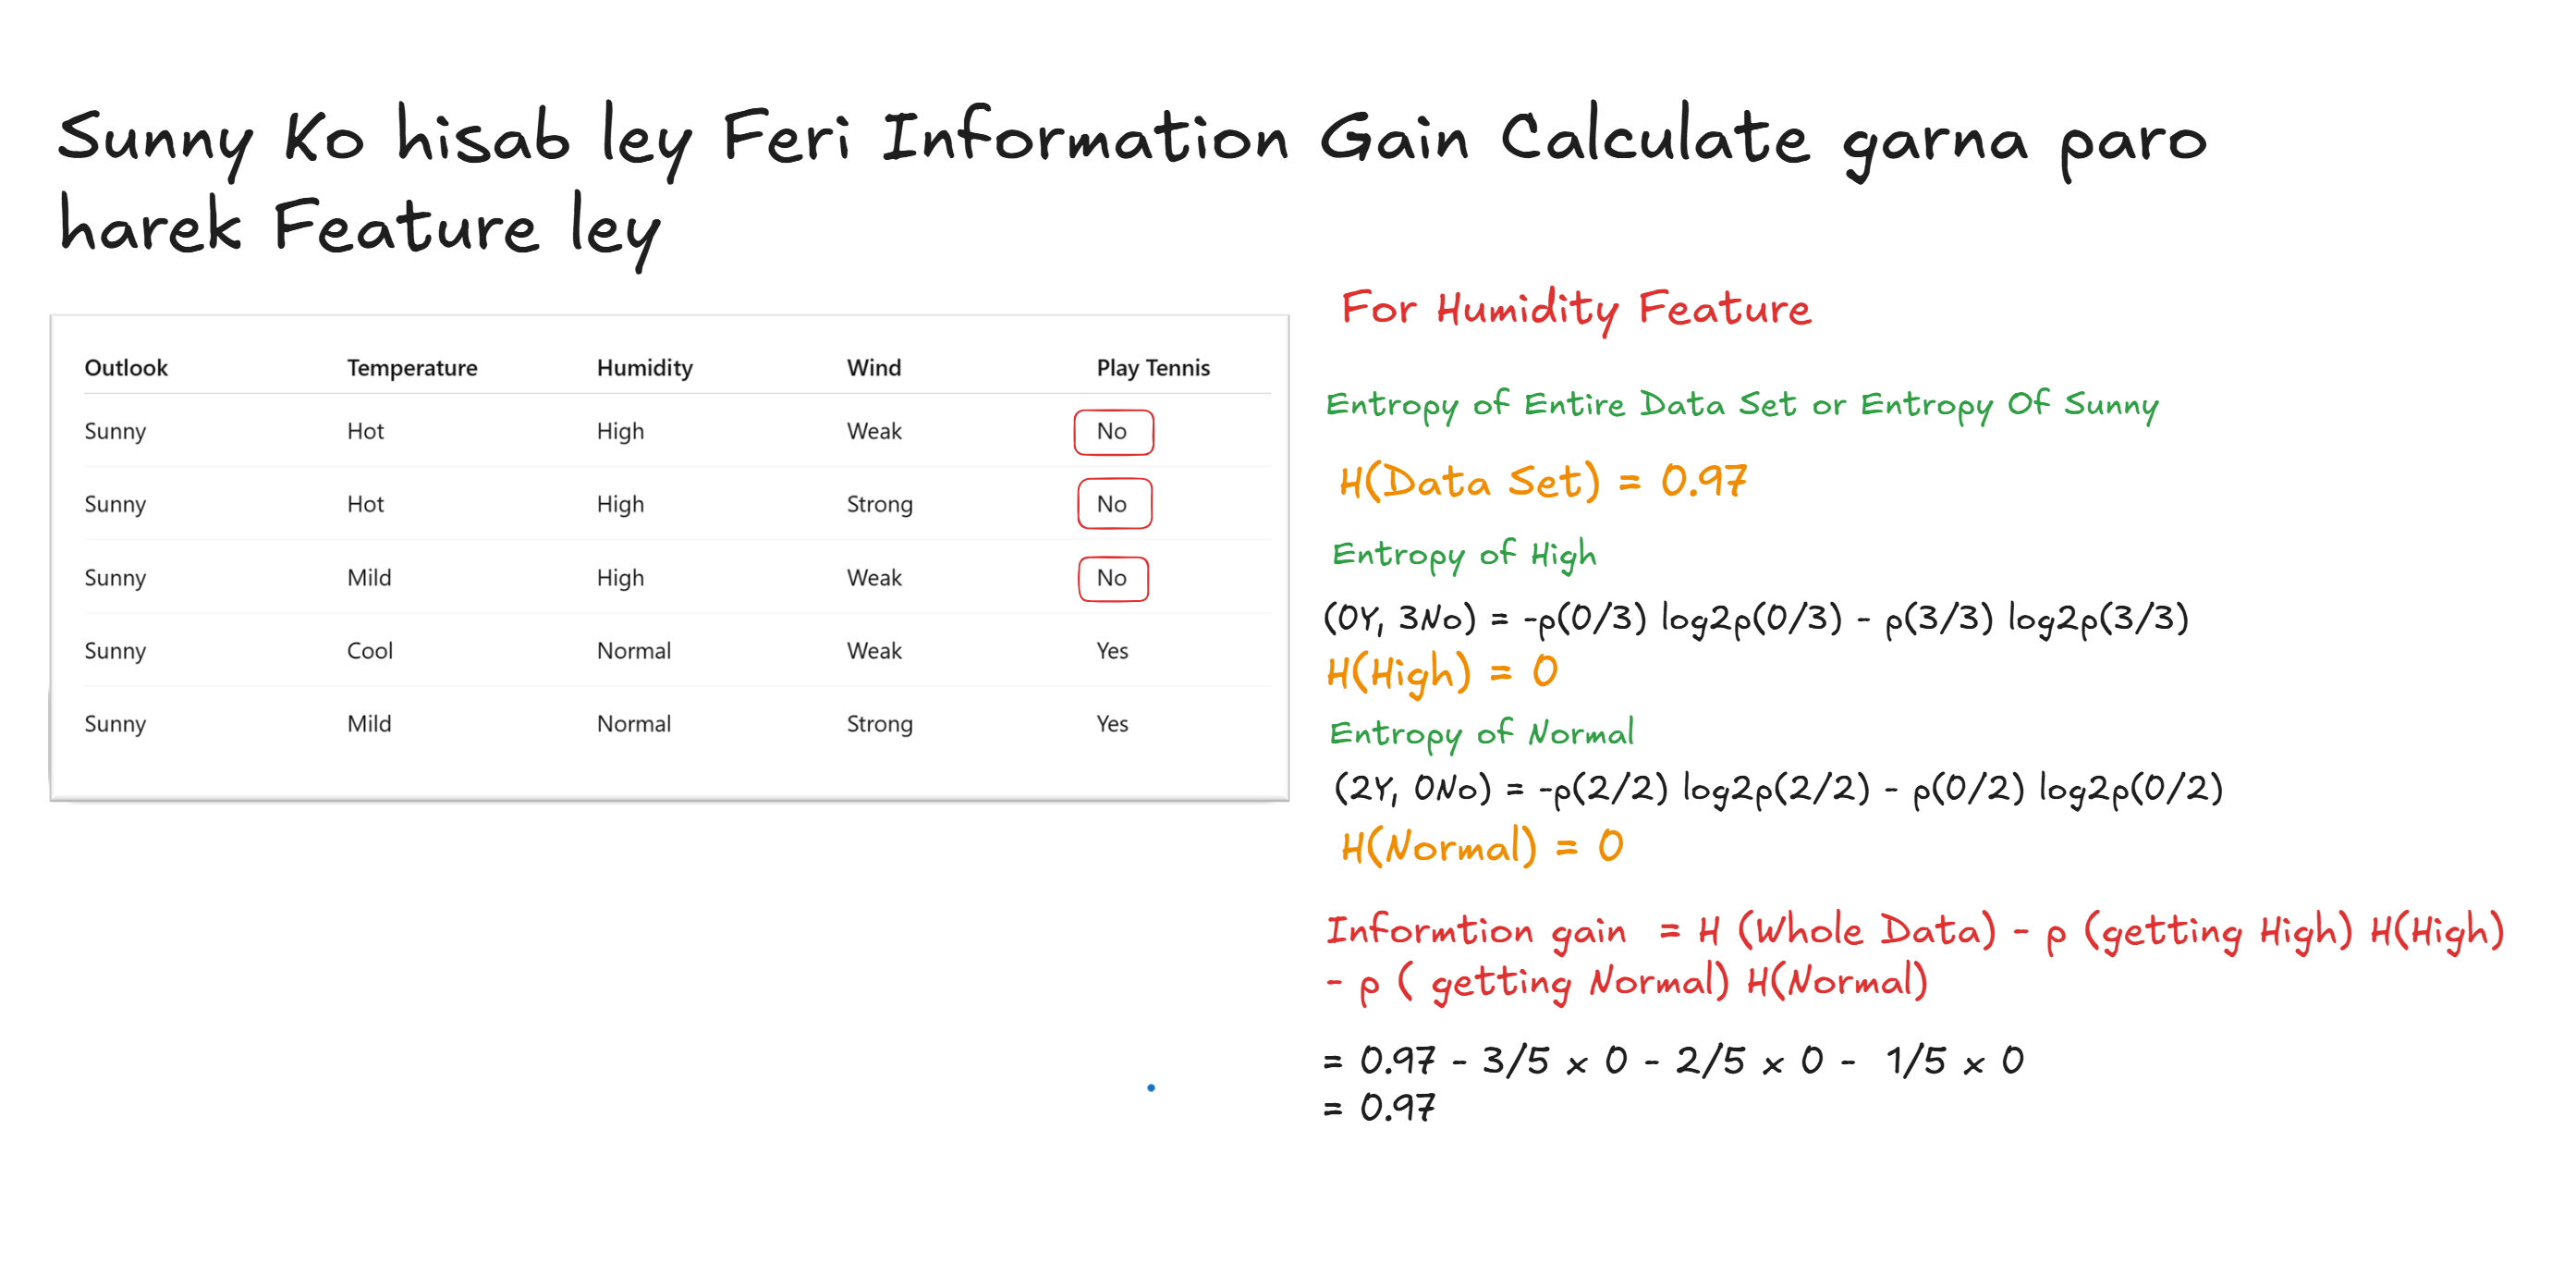 Sunny Ko hisab ley Feri Information Gain Calculate garna paro
harek Feature ley
Outlook Temperature Humidity Wind Play Tennis
Sunny Hot High Weak No
Sunny Hot High Strong No
Sunny Mild High Weak No
Sunny Cool Normal Weak Yes
Sunny Mild Normal Strong Yes
For Humidity Feature
Entropy of Entire Data Set or Entropy Of Sunny
H(Data Set) = 0.97
Entropy of High
(0Y, 3No) = -p(0/3) log2p(0/3) - p(3/3) log2p(3/3)
H(High) = 0
Entropy of Normal
(2Y, 0No) = -p(2/2) log2p(2/2) - p(0/2) log2p(0/2)
H(Normal) = 0
Informtion gain = H (Whole Data) - p (getting High) H(High)
- p ( getting Normal) H(Normal)
= 0.97 - 3/5 x 0 - 2/5 x 0 - 1/5 x 0
= 0.97